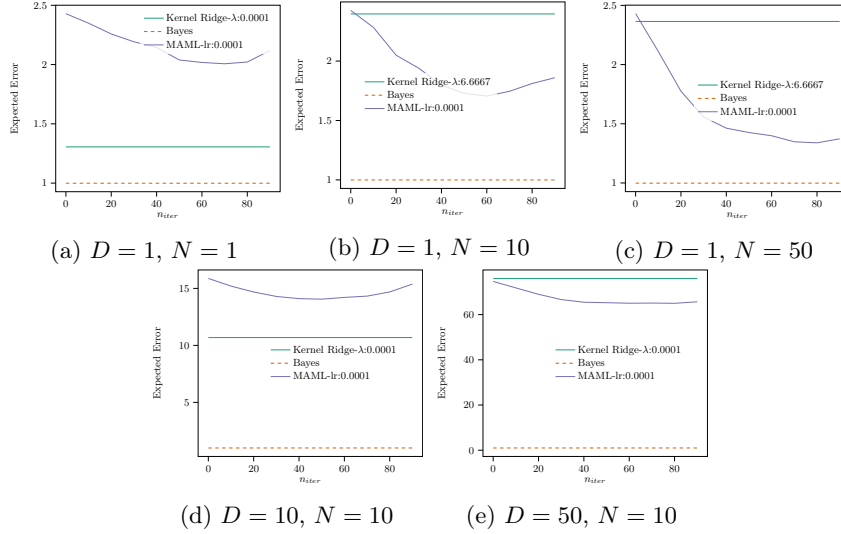 2.5
2
1.5
1
Expected Error
Kernel Ridge-λ:0.0001
Bayes
MAML-lr:0.0001
0 20 40 60 80
n_iter
(a) D = 1, N = 1
2
1.5
1
Expected Error
Kernel Ridge-λ:6.6667
Bayes
MAML-lr:0.0001
0 20 40 60 80
n_iter
(b) D = 1, N = 10
2.5
2
1.5
1
Expected Error
Kernel Ridge-λ:6.6667
Bayes
MAML-lr:0.0001
0 20 40 60 80
n_iter
(c) D = 1, N = 50
15
10
5
Expected Error
Kernel Ridge-λ:0.0001
Bayes
MAML-lr:0.0001
0 20 40 60 80
n_iter
(d) D = 10, N = 10
60
40
20
0
Expected Error
Kernel Ridge-λ:0.0001
Bayes
MAML-lr:0.0001
0 20 40 60 80
n_iter
(e) D = 50, N = 10